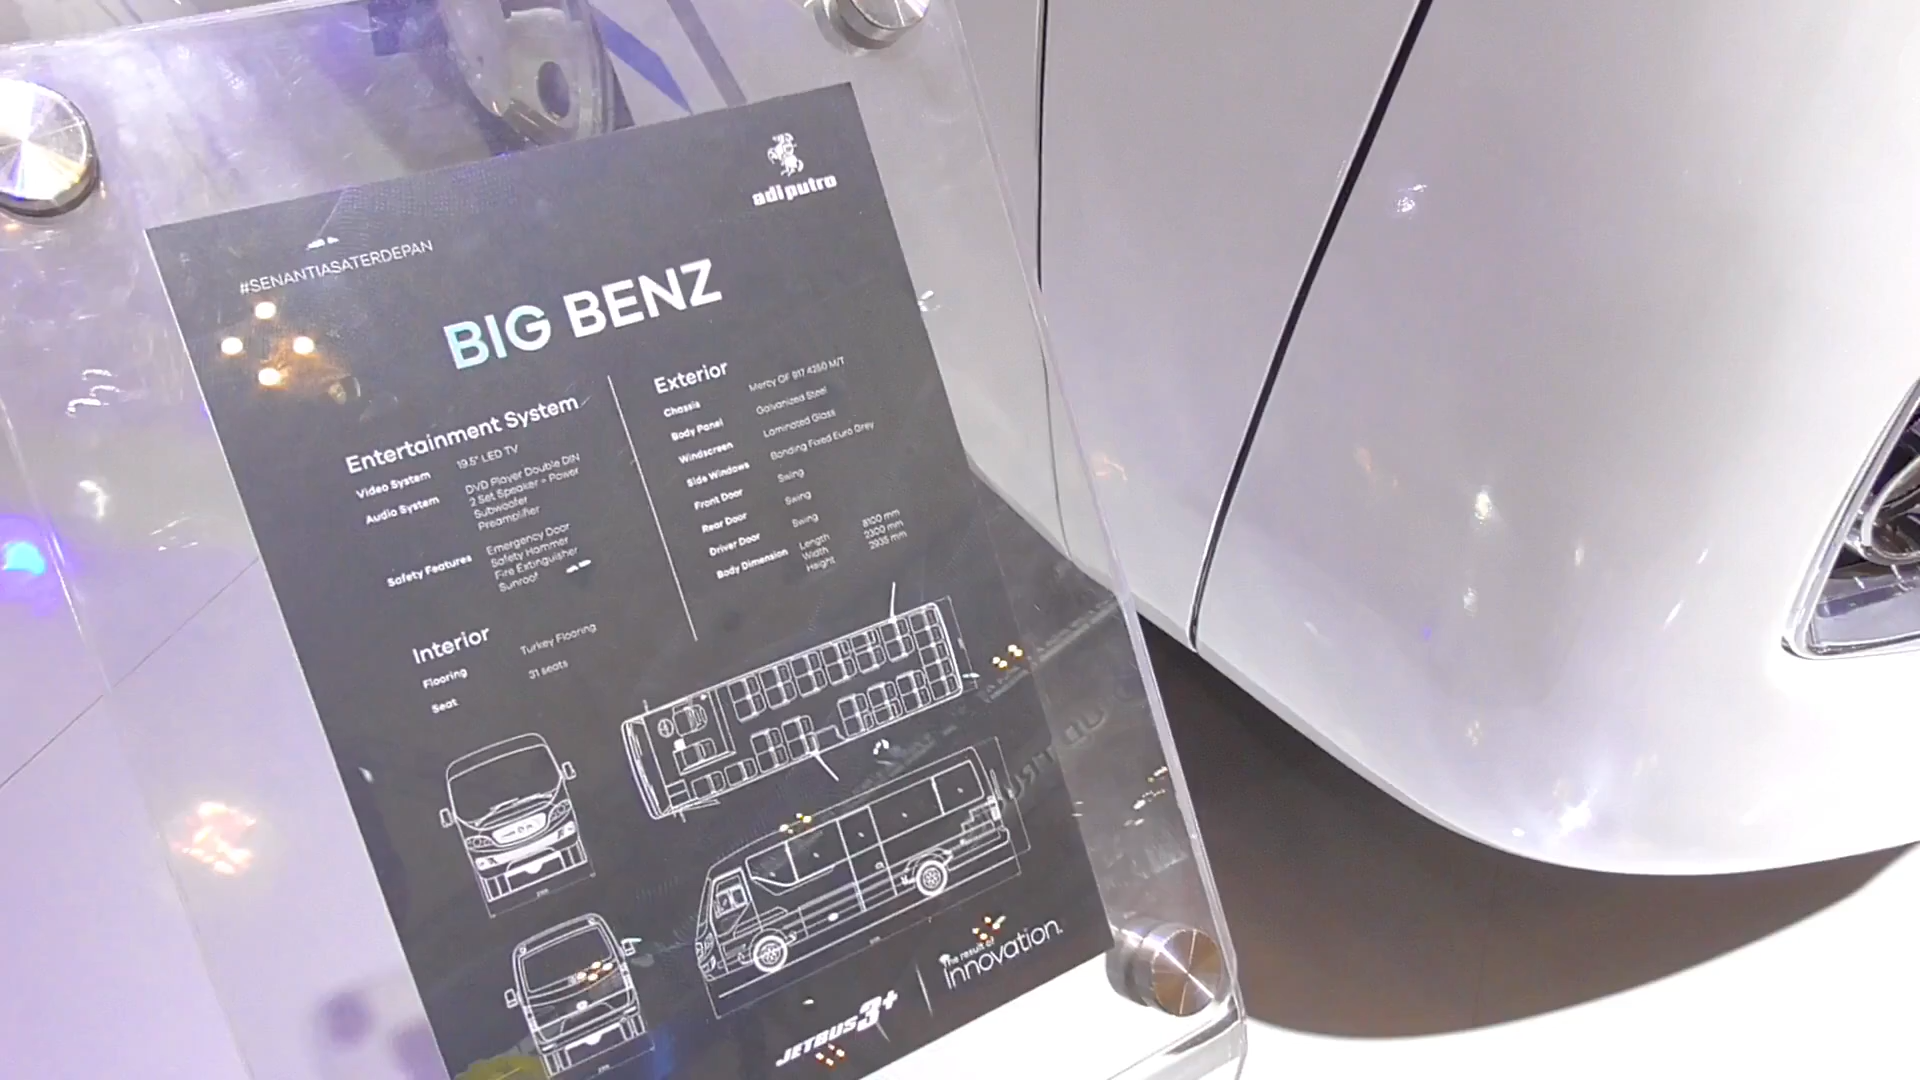 adi putro
#SENANTIASATERDEPAN
BIG BENZ
Entertainment System
Video System 19.5" LED TV
Audio System DVD Player Double DIN
2 Set Speaker + Power
Subwoofer
Preamplifier
Safety Features Emergency Door
Safety Hammer
Fire Extinguisher
Sunroof
Interior
Flooring Turkey Flooring
Seat 31 seats
Exterior
Chassis Mercy OF 917 4250 M/T
Body Panel Galvanized Steel
Windscreen Laminated Glass
Side Windows Bonding Fixed Euro Grey
Front Door Swing
Rear Door Swing
Driver Door Swing
Body Dimension Length 8100 mm
Width 2300 mm
Height 2935 mm
JETBUS 3+
The result of
innovation.